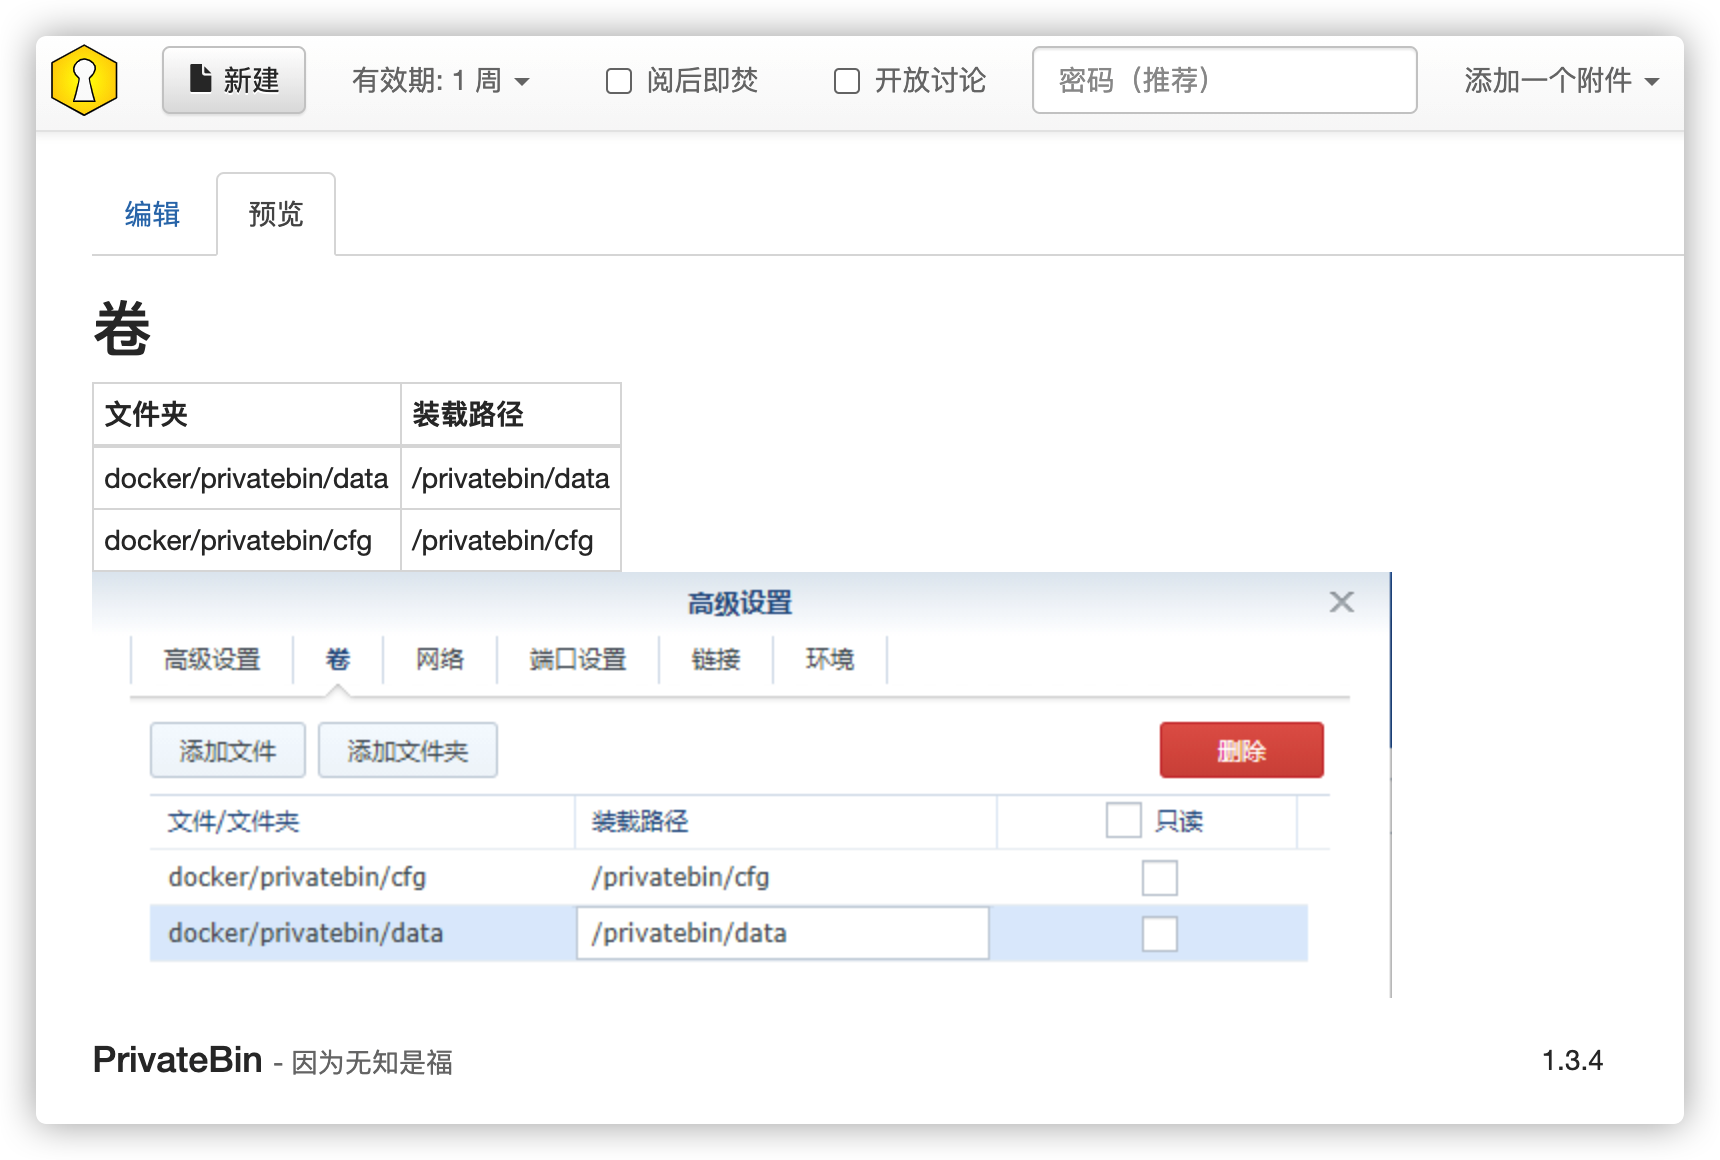 新建 有效期: 1 周 阅后即焚 开放讨论 密码（推荐） 添加一个附件
编辑 预览
卷
文件夹 装载路径
docker/privatebin/data /privatebin/data
docker/privatebin/cfg /privatebin/cfg
高级设置
高级设置 卷 网络 端口设置 链接 环境
添加文件 添加文件夹 删除
文件/文件夹 装载路径 只读
docker/privatebin/cfg /privatebin/cfg
docker/privatebin/data /privatebin/data
PrivateBin - 因为无知是福 1.3.4